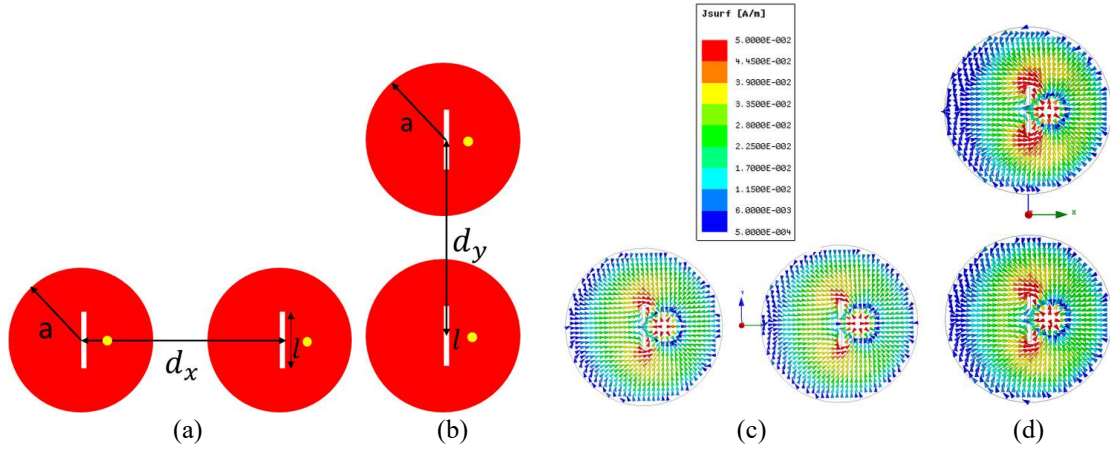 Jsurf [A/m]
5.0000E-002
4.4500E-002
3.9000E-002
3.3500E-002
2.8000E-002
2.2500E-002
1.7000E-002
1.1500E-002
6.0000E-003
5.0000E-004
a
d_y
l
a
d_x
l
Y
X
(a)
(b)
(c)
(d)